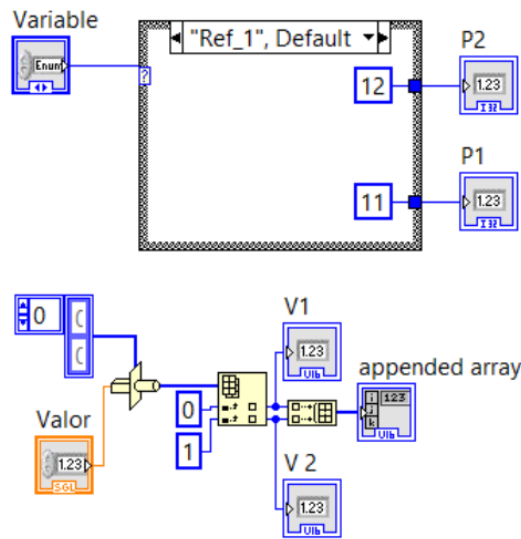 Variable
Enum
"Ref_1", Default
?
12
P2
1.23
I32
11
P1
1.23
I32
0
V1
1.23
U16
appended array
i
j
k
123
U16
0
1
Valor
1.23
SGL
V 2
1.23
U16